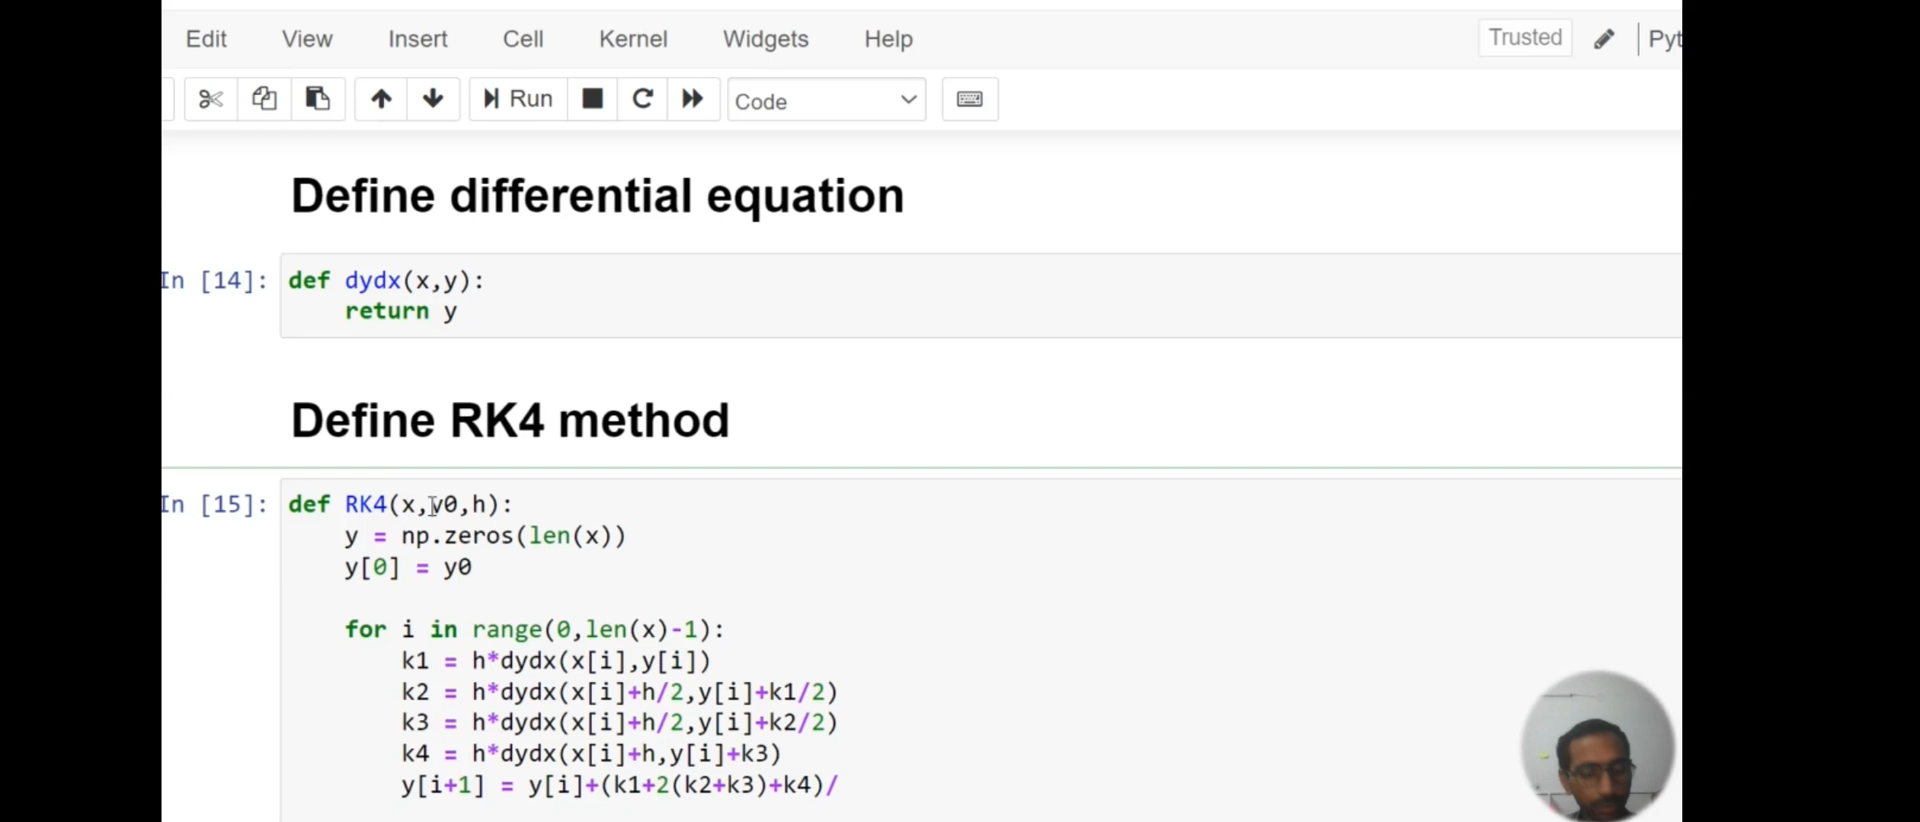 Edit View Insert Cell Kernel Widgets Help Trusted
Run Code
Define differential equation
In [14]: def dydx(x,y):
return y
Define RK4 method
In [15]: def RK4(x,y0,h):
y = np.zeros(len(x))
y[0] = y0
for i in range(0,len(x)-1):
k1 = h*dydx(x[i],y[i])
k2 = h*dydx(x[i]+h/2,y[i]+k1/2)
k3 = h*dydx(x[i]+h/2,y[i]+k2/2)
k4 = h*dydx(x[i]+h,y[i]+k3)
y[i+1] = y[i]+(k1+2(k2+k3)+k4)/